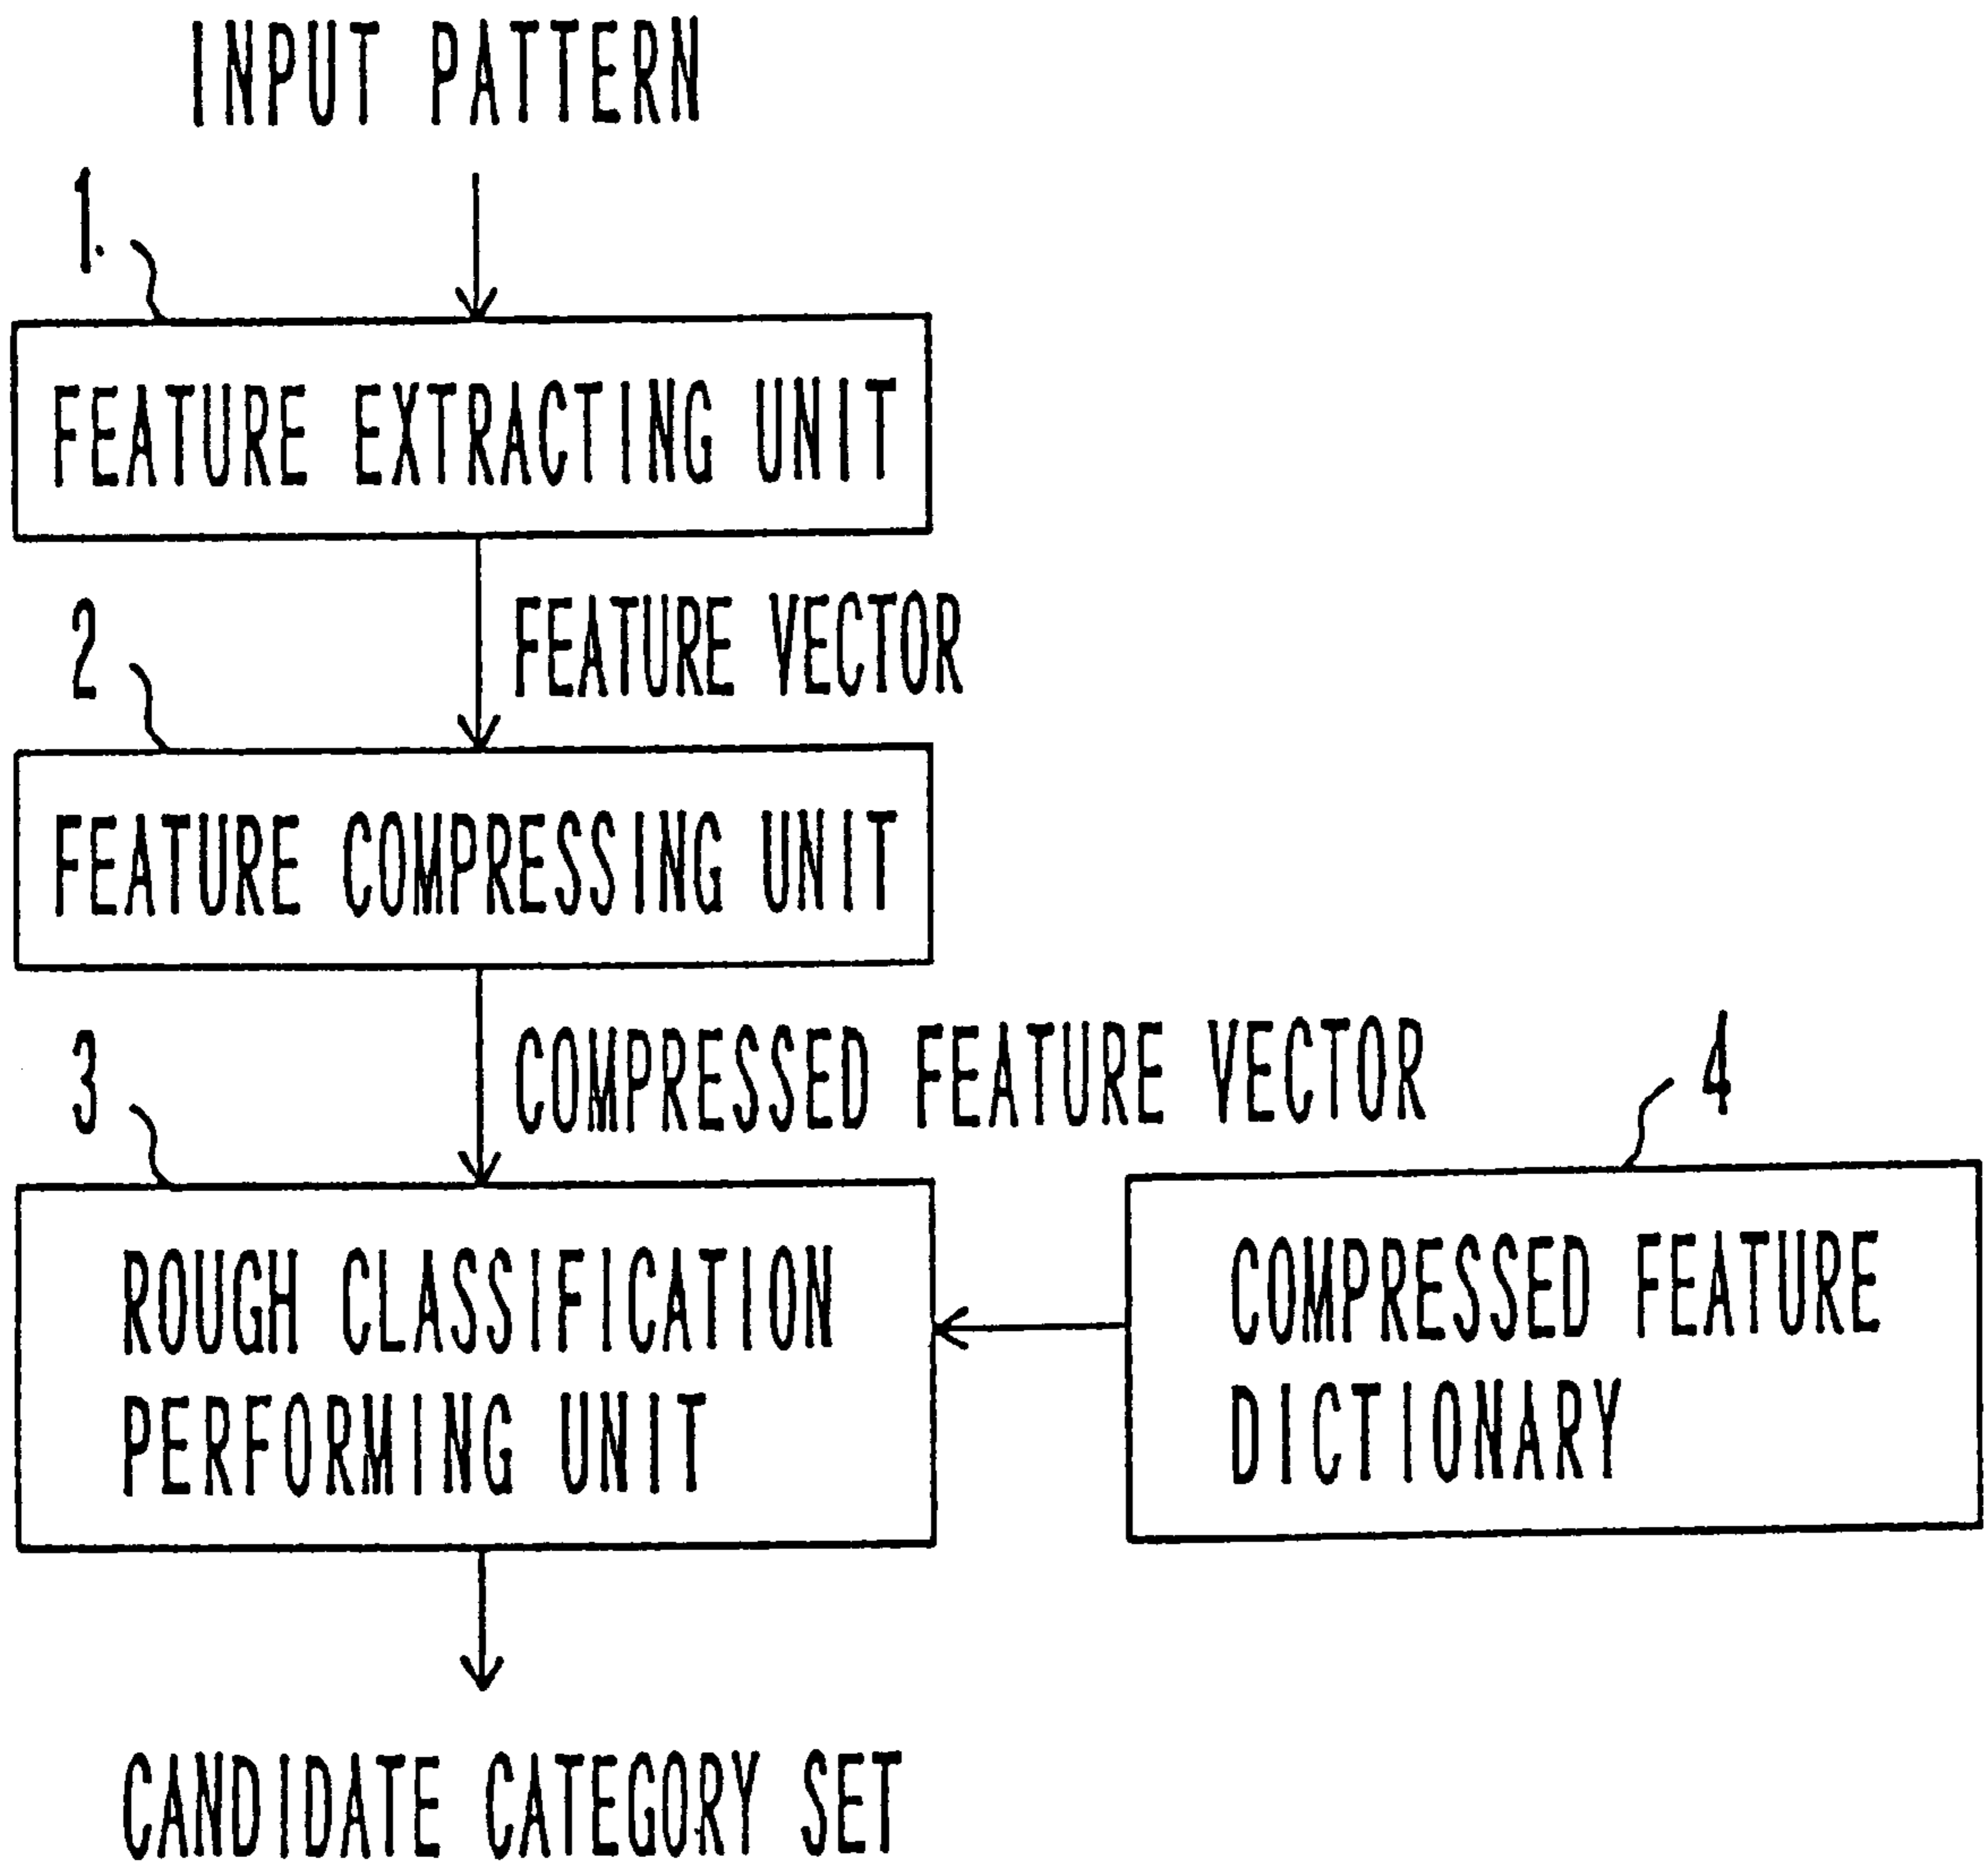 INPUT PATTERN
1.
FEATURE EXTRACTING UNIT
2
FEATURE VECTOR
FEATURE COMPRESSING UNIT
3
COMPRESSED FEATURE VECTOR
4
ROUGH CLASSIFICATION
PERFORMING UNIT
COMPRESSED FEATURE
DICTIONARY
CANDIDATE CATEGORY SET